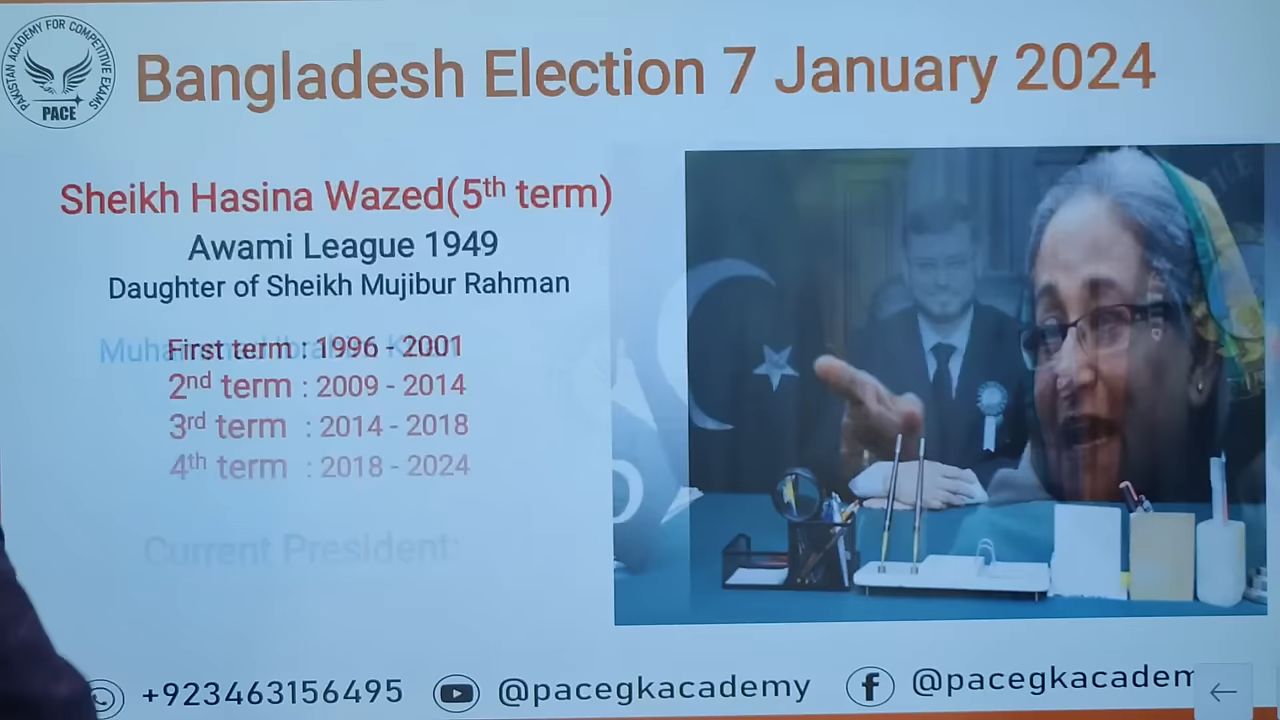 PAKISTAN ACADEMY FOR COMPETITIVE EXAMS
PACE
Bangladesh Election 7 January 2024
Sheikh Hasina Wazed(5th term)
Awami League 1949
Daughter of Sheikh Mujibur Rahman
First term : 1996 - 2001
2nd term : 2009 - 2014
3rd term : 2014 - 2018
4th term : 2018 - 2024
Current President:
+923463156495
@pacegkacademy
@pacegkacadem